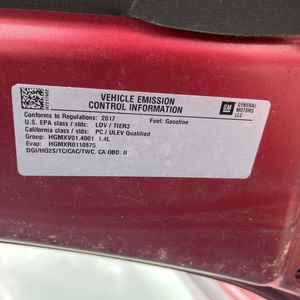 VEHICLE EMISSION
CONTROL INFORMATION
GM
GENERAL
MOTORS
LLC
Conforms to Regulations: 2017 Fuel: Gasoline
U.S. EPA class / stds: LDV / TIER3
California class / stds: PC / ULEV Qualified
Group: HGMXV01.4001 1.4L
Evap: HGMXR0110875
DGI/HO2S/TC/CAC/TWC, CA OBD: II